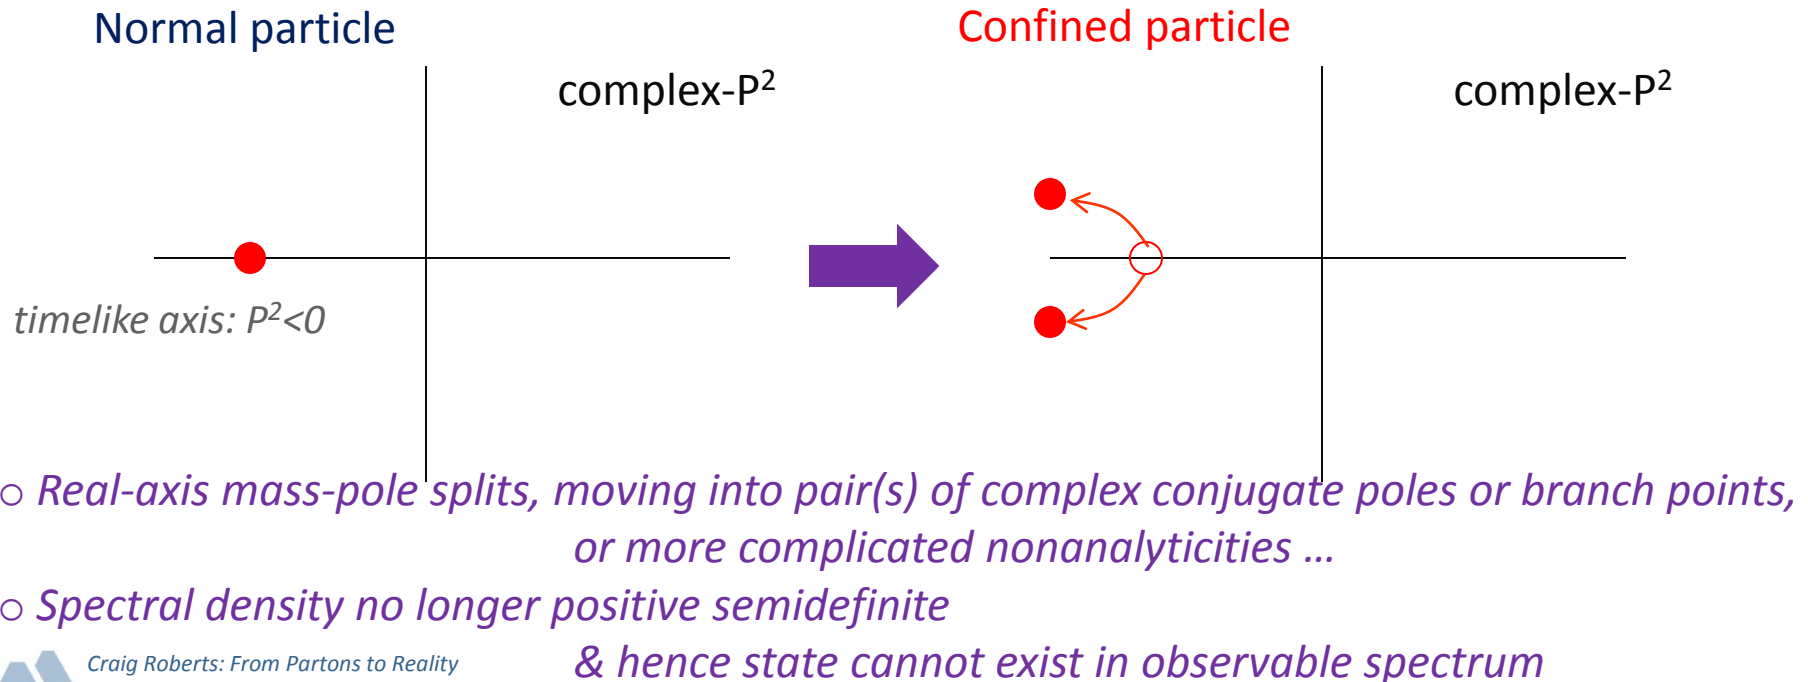 Normal particle
Confined particle
complex-P²
complex-P²
timelike axis: P²<0
o Real-axis mass-pole splits, moving into pair(s) of complex conjugate poles or branch points,
or more complicated nonanalyticities …
o Spectral density no longer positive semidefinite
& hence state cannot exist in observable spectrum
Craig Roberts: From Partons to Reality